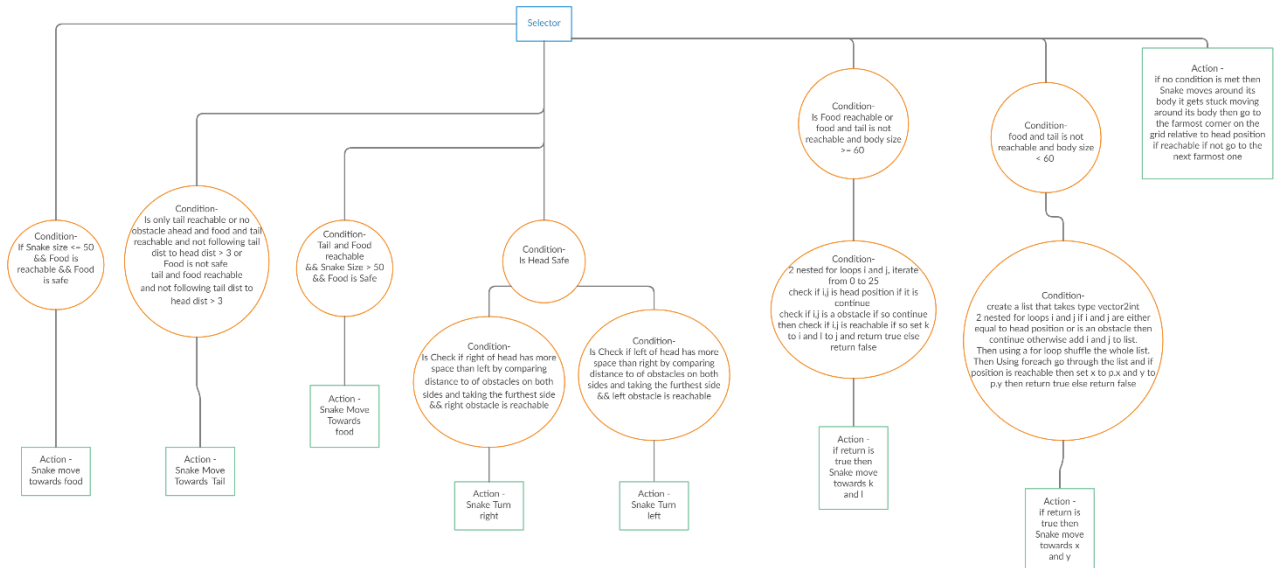 Selector
Condition-
If Snake size <= 50
&& Food is
reachable && Food
is safe
Action -
Snake move
towards food
Condition-
Is only tail reachable or no
obstacle ahead and food and tail
reachable and not following tail
dist to head dist > 3 or
Food is not safe
tail and food reachable
and not following tail dist to
head dist > 3
Action -
Snake Move
Towards Tail
Condition-
Tail and Food
reachable
&& Snake Size > 50
&& Food is Safe
Action -
Snake Move
Towards
food
Condition-
Is Head Safe
Condition-
Is Check if right of head has more
space than left by comparing
distance to of obstacles on both
sides and taking the furthest side
&& right obstacle is reachable
Action -
Snake Turn
right
Condition-
Is Check if left of head has more
space than right by comparing
distance to of obstacles on both
sides and taking the furthest side
&& left obstacle is reachable
Action -
Snake Turn
left
Condition-
Is Food reachable or
food and tail is not
reachable and body size
>= 60
Condition-
2 nested for loops i and j, iterate
from 0 to 25
check if i,j is head position if it is
continue
check if i,j is a obstacle if so continue
then check if i,j is reachable if so set k
to i and l to j and return true else
return false
Action -
if return is
true then
Snake move
towards k
and l
Condition-
food and tail is not
reachable and body size
< 60
Condition-
create a list that takes type vector2int
2 nested for loops i and j if i and j are either
equal to head position or is an obstacle then
continue otherwise add i and j to list.
Then using a for loop shuffle the whole list.
Then Using foreach go through the list and if
position is reachable then set x to p.x and y to
p.y then return true else return false
Action -
if return is
true then
Snake move
towards x
and y
Action -
if no condition is met then
Snake moves around its
body it gets stuck moving
around its body then go to
the farmost corner on the
grid relative to head position
if reachable if not go to the
next farmost one